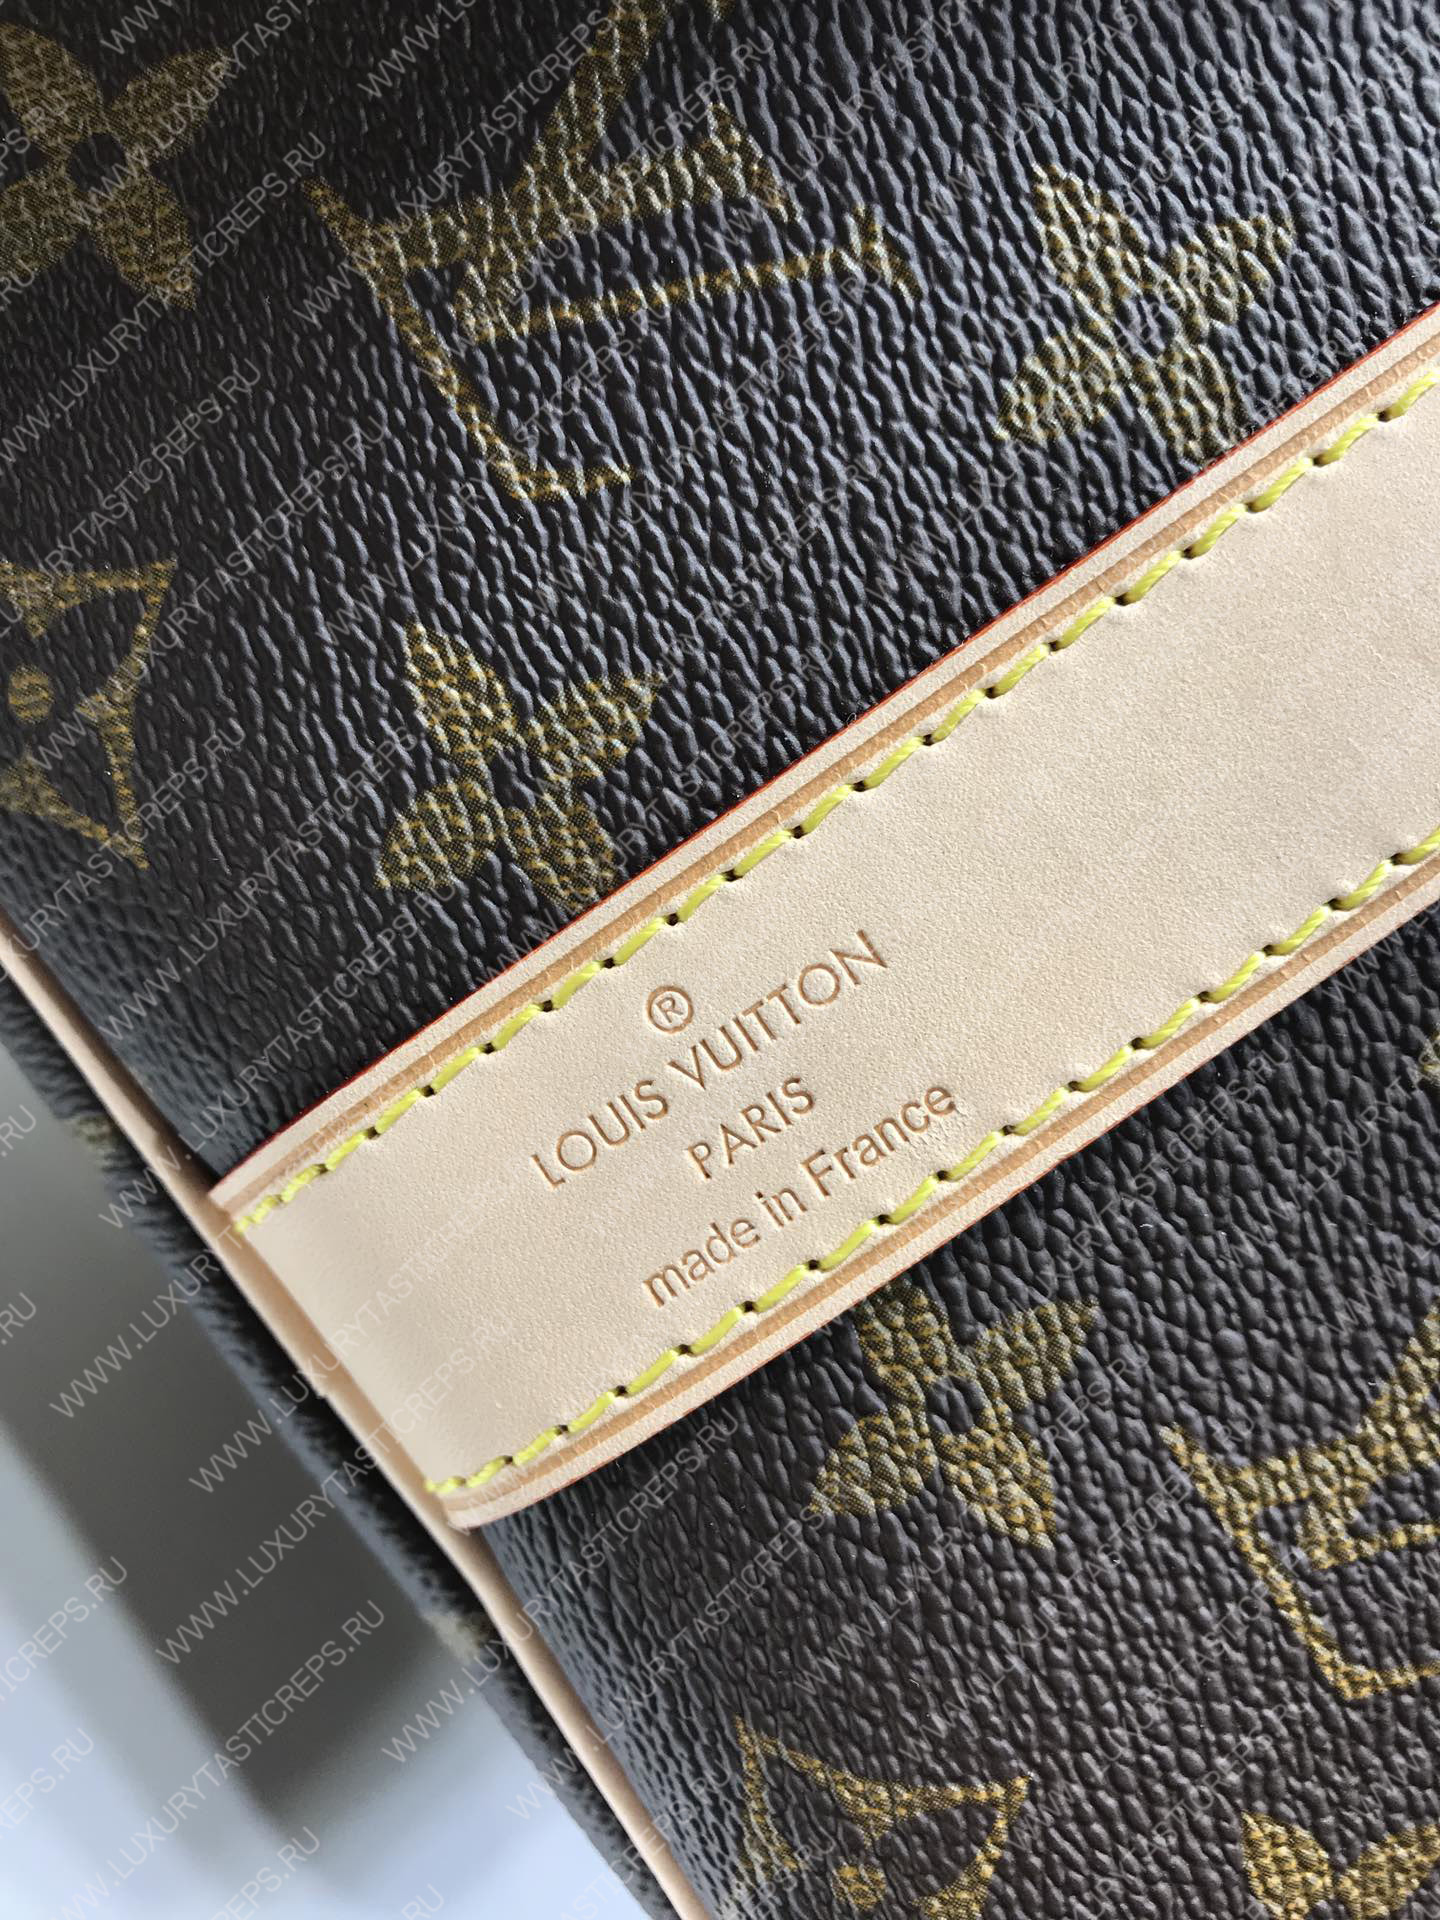 ®
LOUIS VUITTON
PARIS
made in France
WWW.LUXURYTASTICREPS.RU